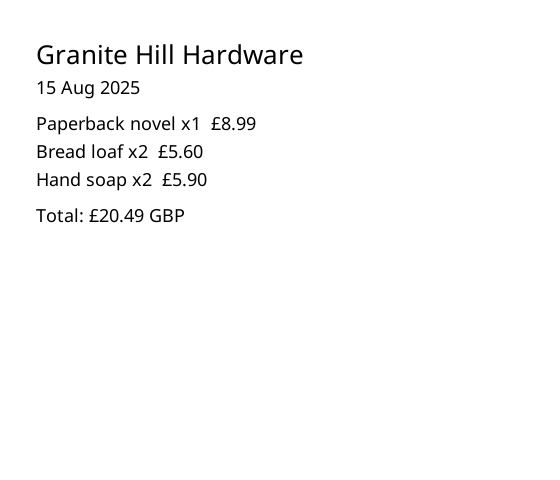 Granite Hill Hardware
15 Aug 2025
Paperback novel x1  £8.99
Bread loaf x2  £5.60
Hand soap x2  £5.90
Total: £20.49 GBP